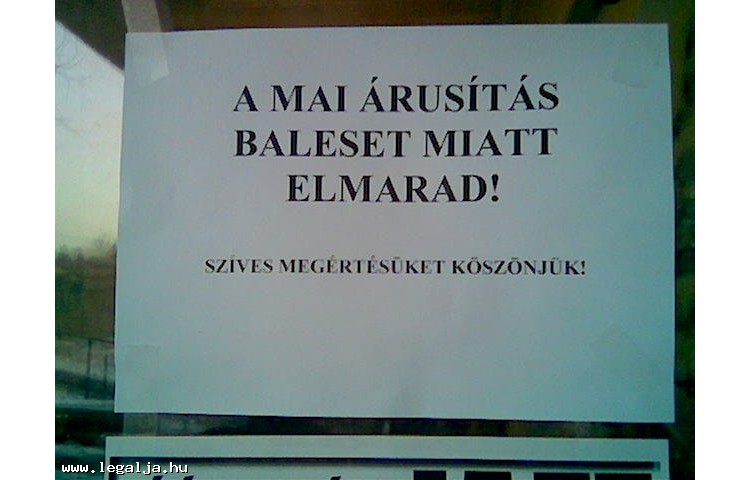 A MAI ÁRUSÍTÁS
BALESET MIATT
ELMARAD!
SZÍVES MEGÉRTÉSÜKET KÖSZÖNJÜK!
www.legalja.hu